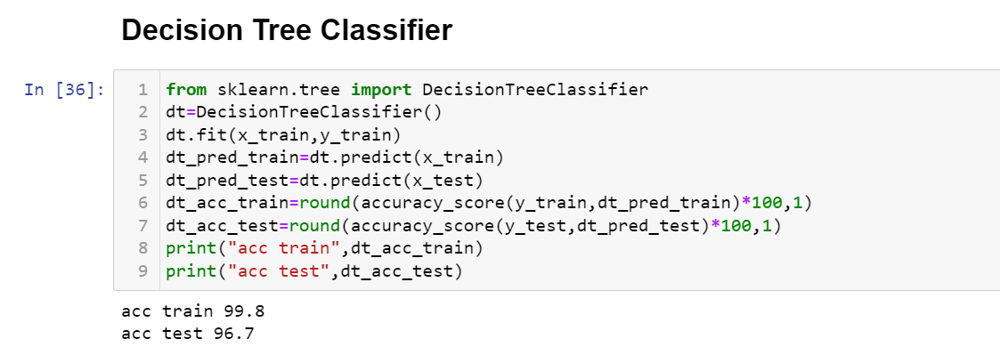 Decision Tree Classifier
In [36]:
1 from sklearn.tree import DecisionTreeClassifier
2 dt=DecisionTreeClassifier()
3 dt.fit(x_train,y_train)
4 dt_pred_train=dt.predict(x_train)
5 dt_pred_test=dt.predict(x_test)
6 dt_acc_train=round(accuracy_score(y_train,dt_pred_train)*100,1)
7 dt_acc_test=round(accuracy_score(y_test,dt_pred_test)*100,1)
8 print("acc train",dt_acc_train)
9 print("acc test",dt_acc_test)
acc train 99.8
acc test 96.7